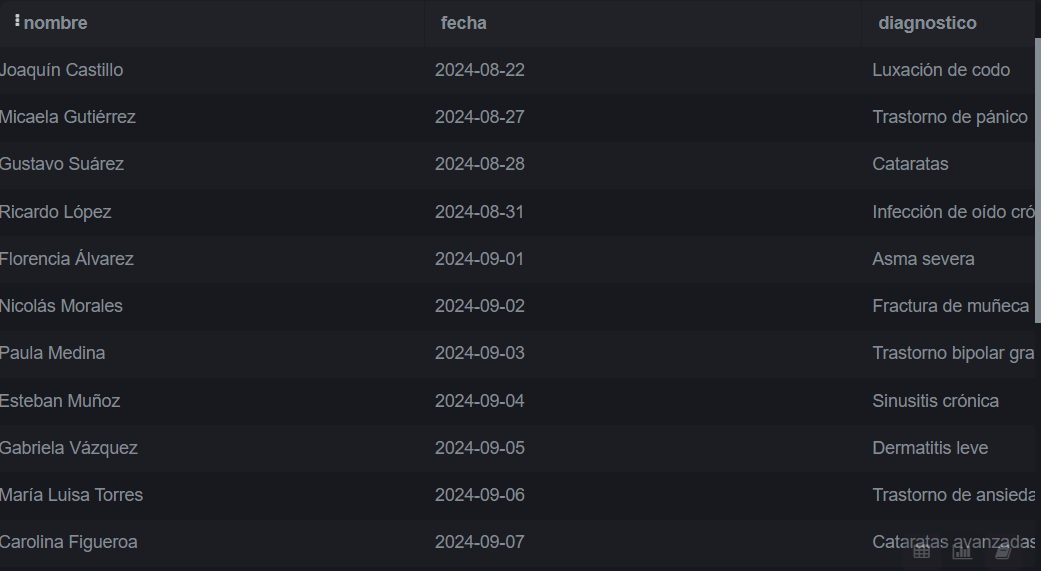 nombre fecha diagnostico
Joaquín Castillo 2024-08-22 Luxación de codo
Micaela Gutiérrez 2024-08-27 Trastorno de pánico
Gustavo Suárez 2024-08-28 Cataratas
Ricardo López 2024-08-31 Infección de oído cró
Florencia Álvarez 2024-09-01 Asma severa
Nicolás Morales 2024-09-02 Fractura de muñeca
Paula Medina 2024-09-03 Trastorno bipolar gra
Esteban Muñoz 2024-09-04 Sinusitis crónica
Gabriela Vázquez 2024-09-05 Dermatitis leve
María Luisa Torres 2024-09-06 Trastorno de ansieda
Carolina Figueroa 2024-09-07 Cataratas avanzadas